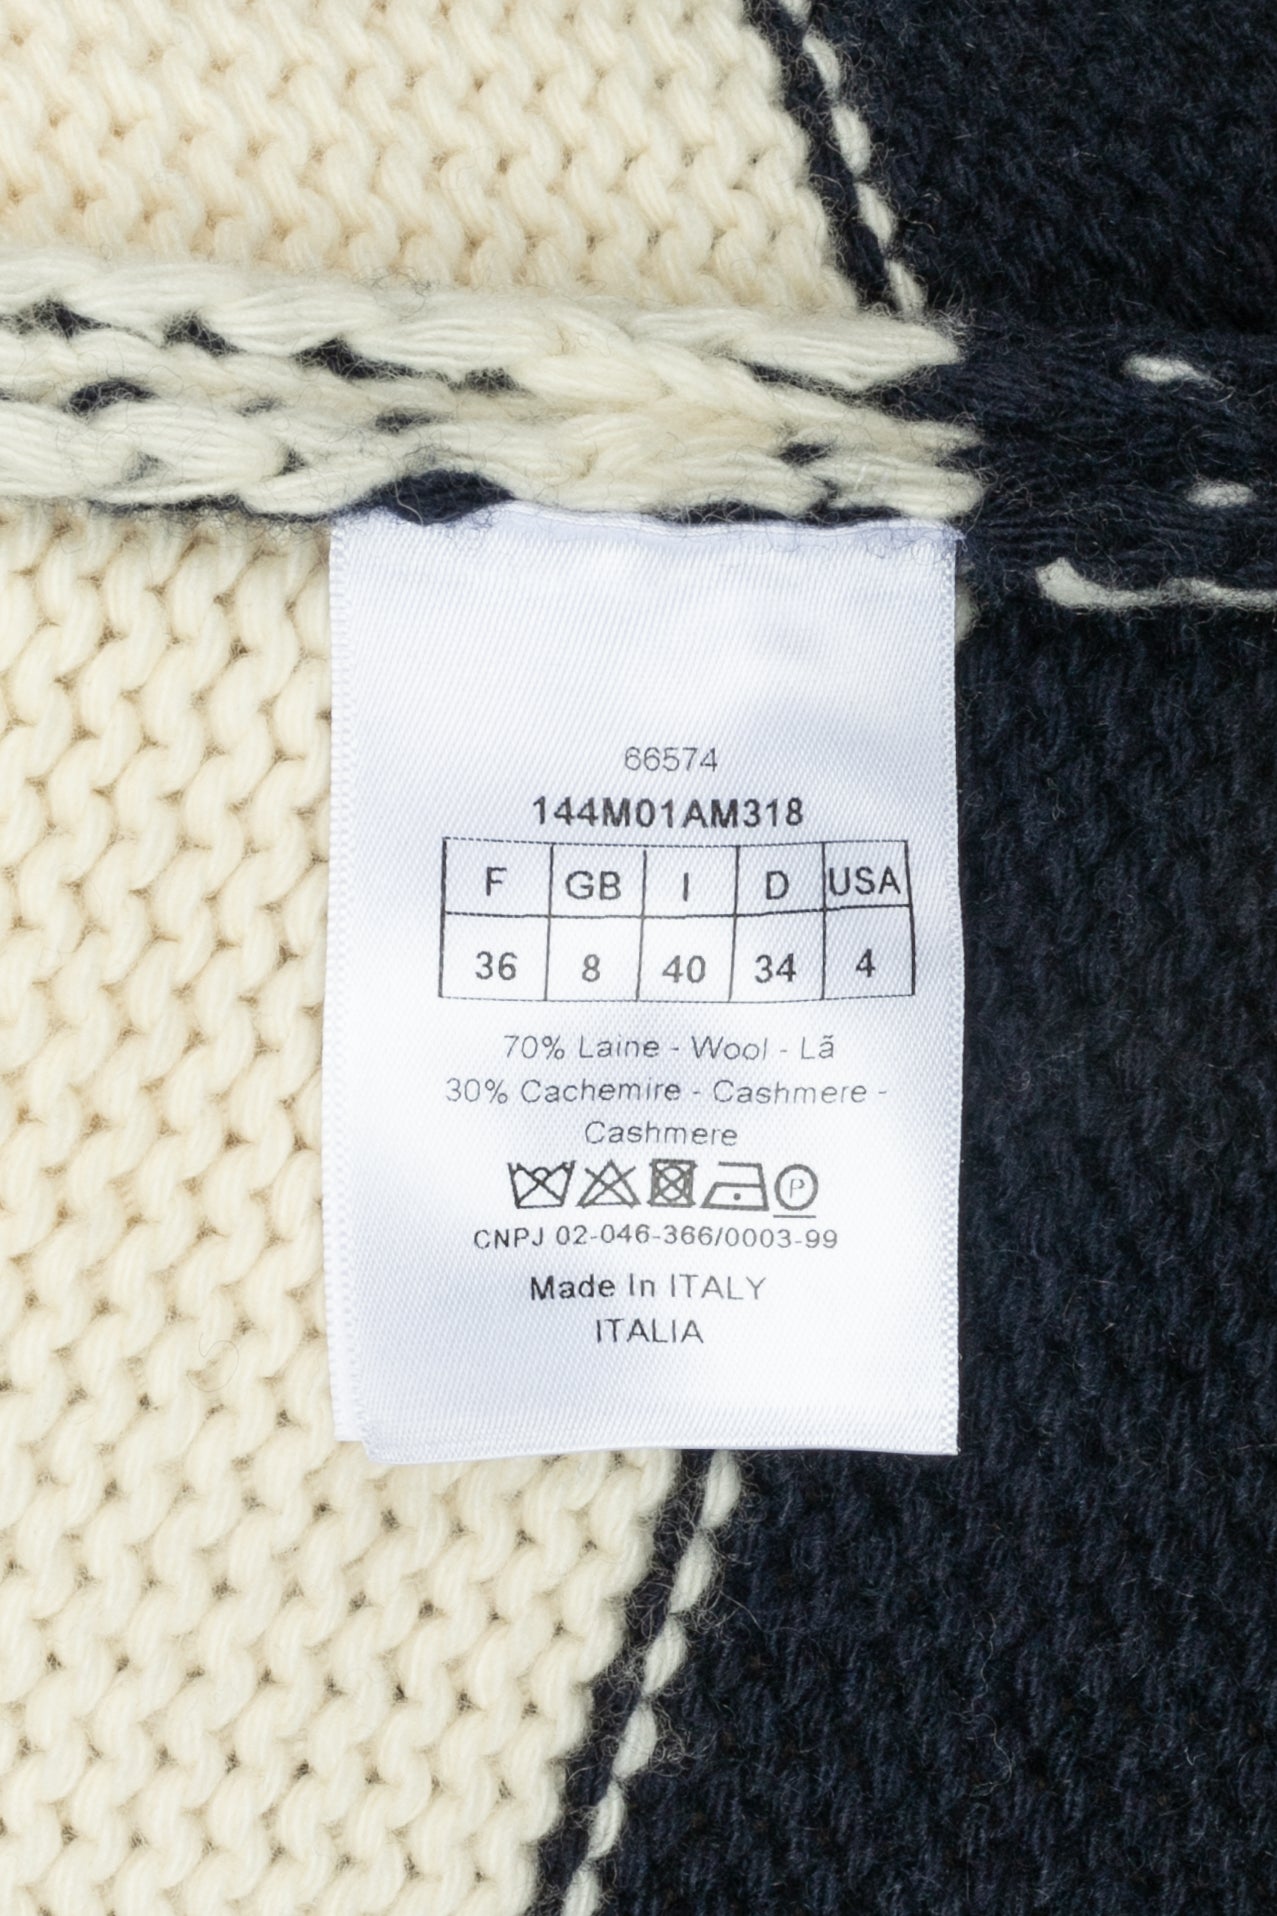 66574
144M01AM318
F GB I D USA
36 8 40 34 4
70% Laine - Wool - Lã
30% Cachemire - Cashmere -
Cashmere
P
CNPJ 02-046-366/0003-99
Made In ITALY
ITALIA